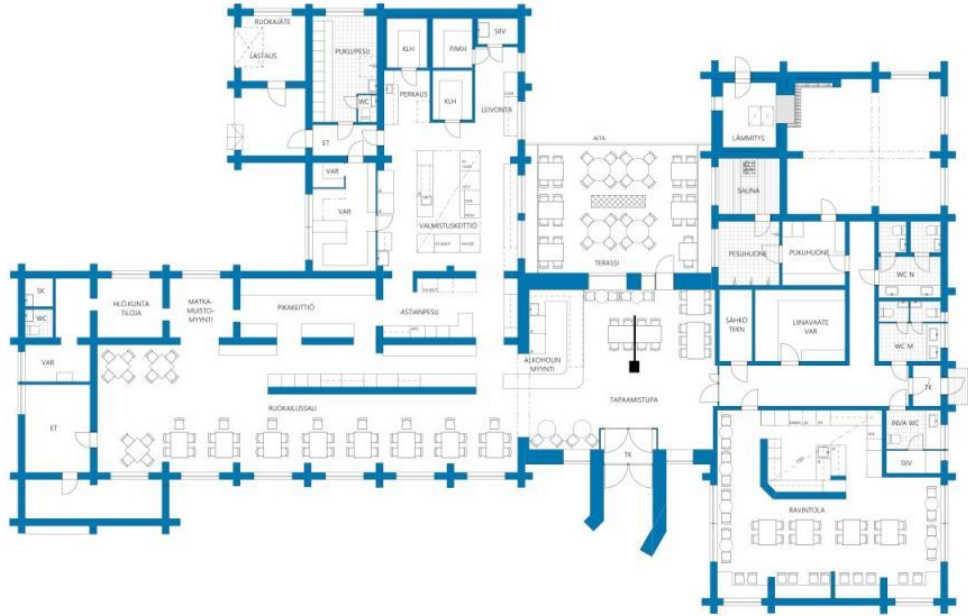 RUOKAJÄTE
LASTAUS
PUKU/PESU
WC
ET
KLH
PAKH
SIIV
PERKAUS
KLH
LEIVONTA
VAR
VAR
VALMISTUSKEITTIÖ
AITA
TERASSI
LÄMMITYS
SAUNA
PESUHUONE
PUKUHUONE
WC N
SK
WC
HLÖ.KUNTA
TILOJA
MATKA-
MUISTO-
MYYNTI
PIKAKEITTIÖ
ASTIANPESU
TK
SÄHKÖ
TEKN
LIINAVAATE
VAR
WC M
VAR
ALKOHOLIN
MYYNTI
TK
ET
RUOKAILUSSALI
TAPAAMISTUPA
INVA WC
TK
SIIV
RAVINTOLA